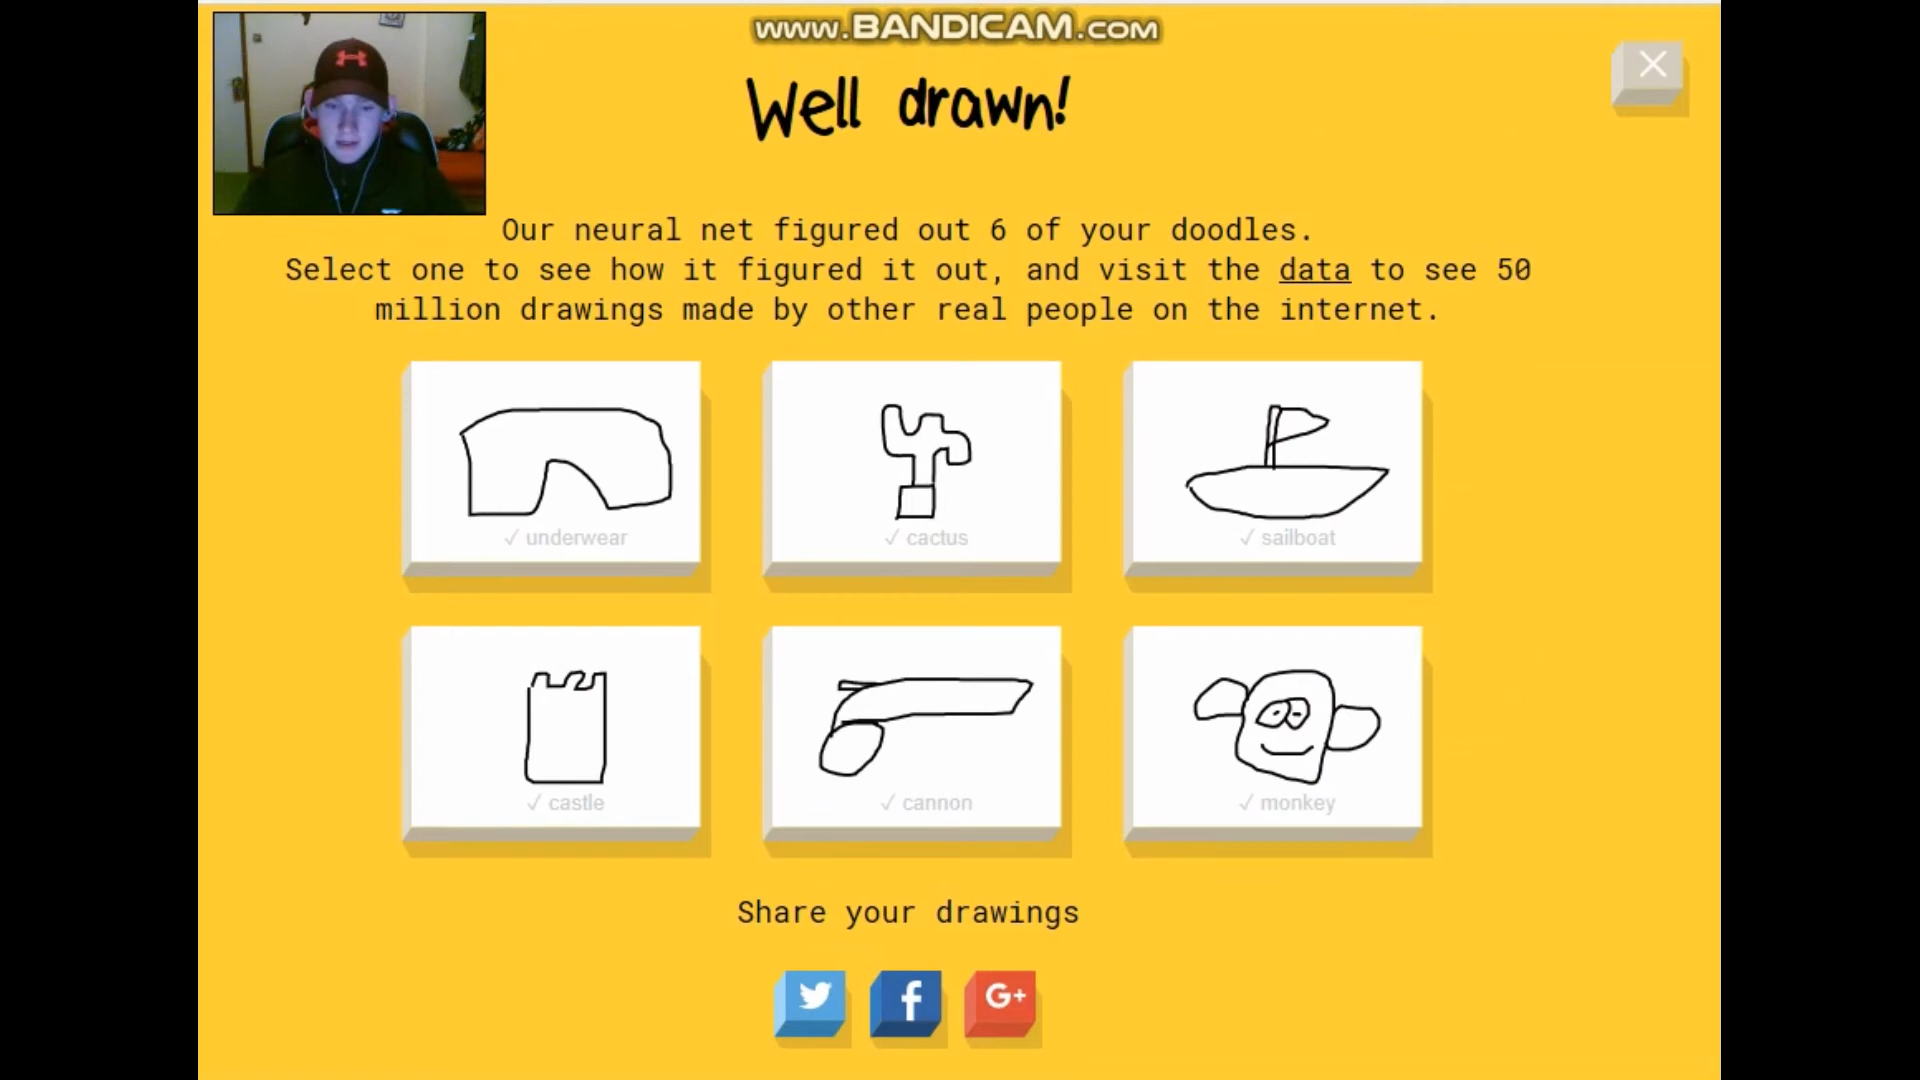 www.BANDICAM.com
Well drawn!
Our neural net figured out 6 of your doodles.
Select one to see how it figured it out, and visit the data to see 50
million drawings made by other real people on the internet.
✓ underwear
✓ cactus
✓ sailboat
✓ castle
✓ cannon
✓ monkey
Share your drawings
f
G+